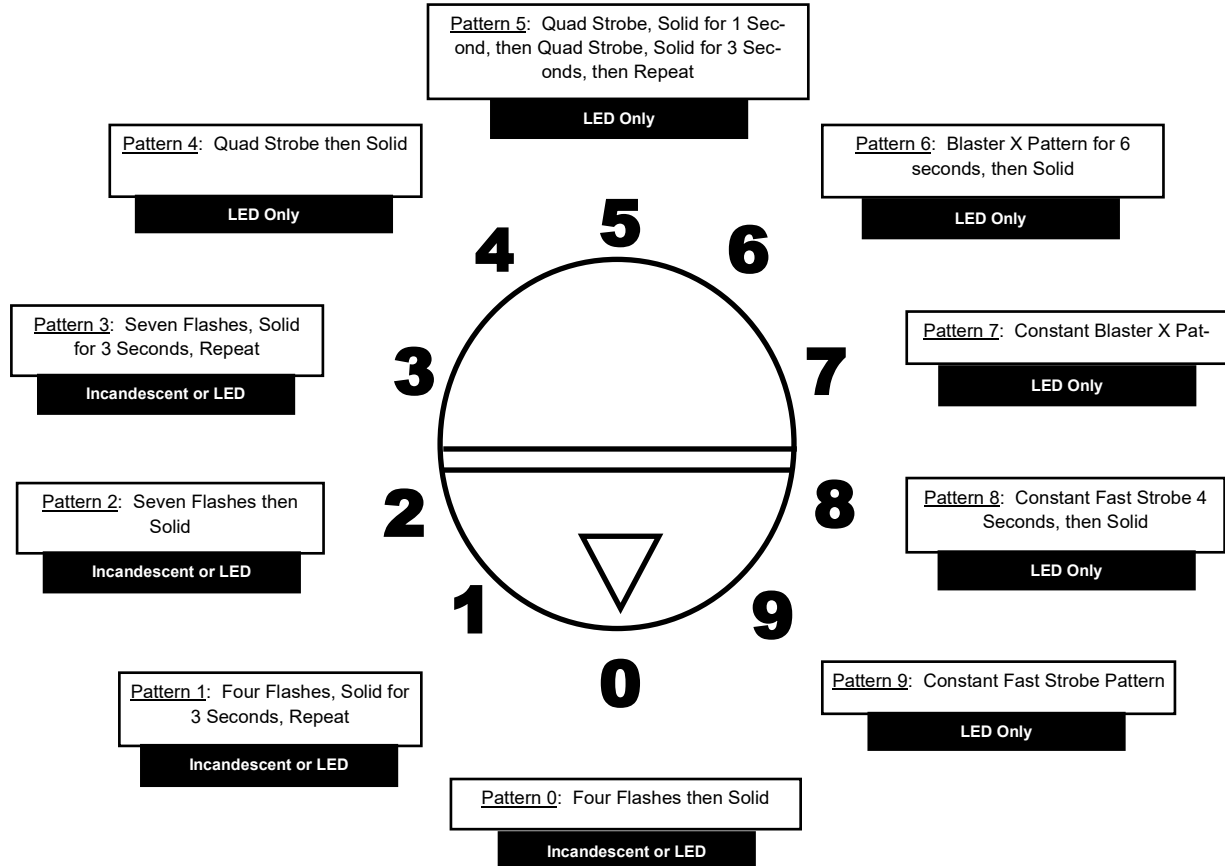 Pattern 5: Quad Strobe, Solid for 1 Sec-
ond, then Quad Strobe, Solid for 3 Sec-
onds, then Repeat
LED Only
Pattern 4: Quad Strobe then Solid
LED Only
Pattern 6: Blaster X Pattern for 6
seconds, then Solid
LED Only
5
4
6
Pattern 3: Seven Flashes, Solid
for 3 Seconds, Repeat
Incandescent or LED
3
7
Pattern 7: Constant Blaster X Pat-
LED Only
Pattern 2: Seven Flashes then
Solid
Incandescent or LED
2
8
Pattern 8: Constant Fast Strobe 4
Seconds, then Solid
LED Only
1
9
0
Pattern 1: Four Flashes, Solid for
3 Seconds, Repeat
Incandescent or LED
Pattern 9: Constant Fast Strobe Pattern
LED Only
Pattern 0: Four Flashes then Solid
Incandescent or LED